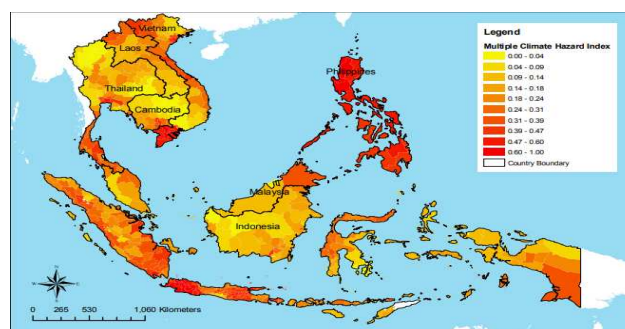 Vietnam
Laos
Thailand
Cambodia
Philippines
Malaysia
Indonesia
Legend
Multiple Climate Hazard Index
0.00 - 0.04
0.04 - 0.09
0.09 - 0.14
0.14 - 0.18
0.18 - 0.24
0.24 - 0.31
0.31 - 0.39
0.39 - 0.47
0.47 - 0.60
0.60 - 1.00
Country Boundary
0 265 530 1,060 Kilometers